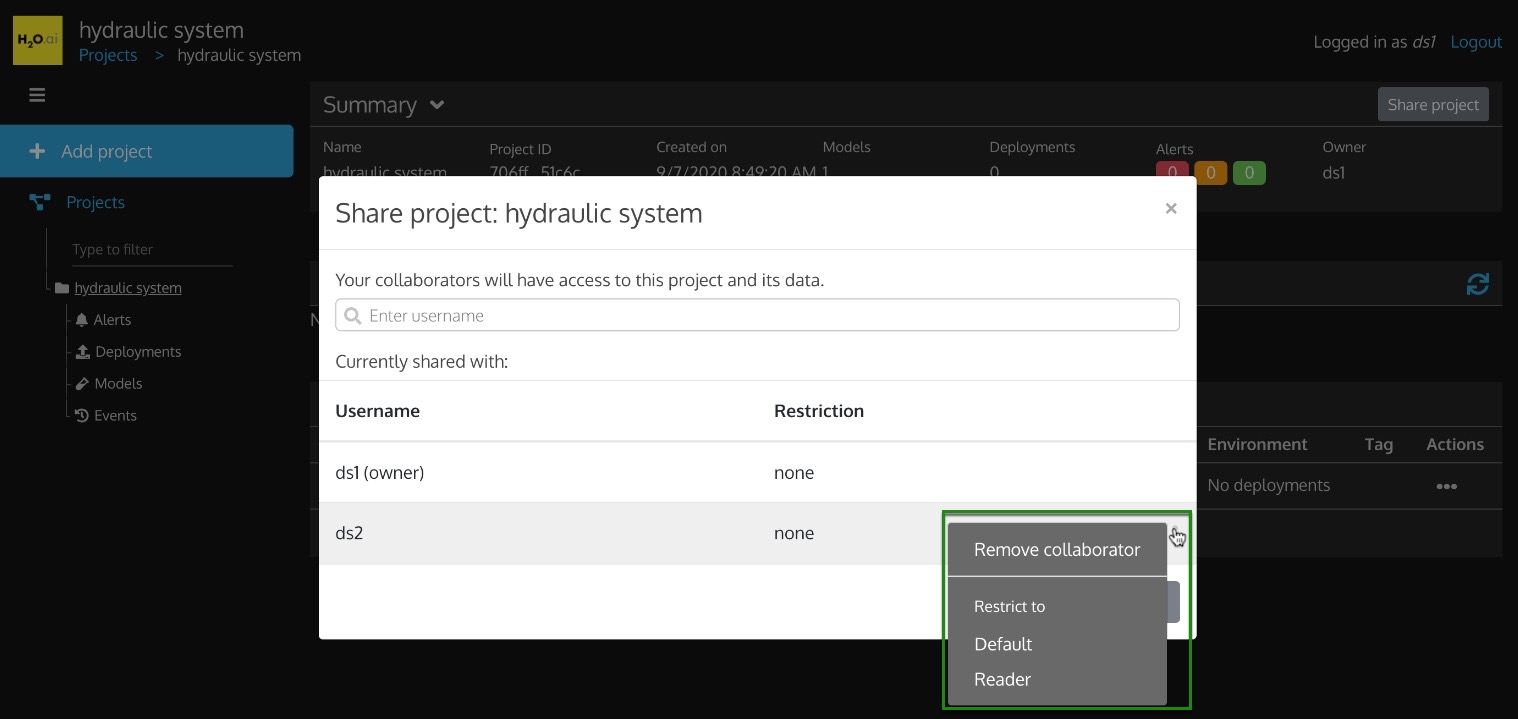 H2O.ai
hydraulic system
Projects > hydraulic system
Logged in as ds1 Logout
Add project
Projects
Type to filter
hydraulic system
Alerts
Deployments
Models
Events
Summary
Share project
Name Project ID Created on Models Deployments Alerts Owner
hydraulic system 706ff...51c6c 9/7/2020 8:49:20 AM 1 0 0 0 0 ds1
Share project: hydraulic system ×
Your collaborators will have access to this project and its data.
Enter username
Currently shared with:
Username Restriction
ds1 (owner) none
ds2 none
Remove collaborator
Restrict to
Default
Reader
Environment Tag Actions
No deployments